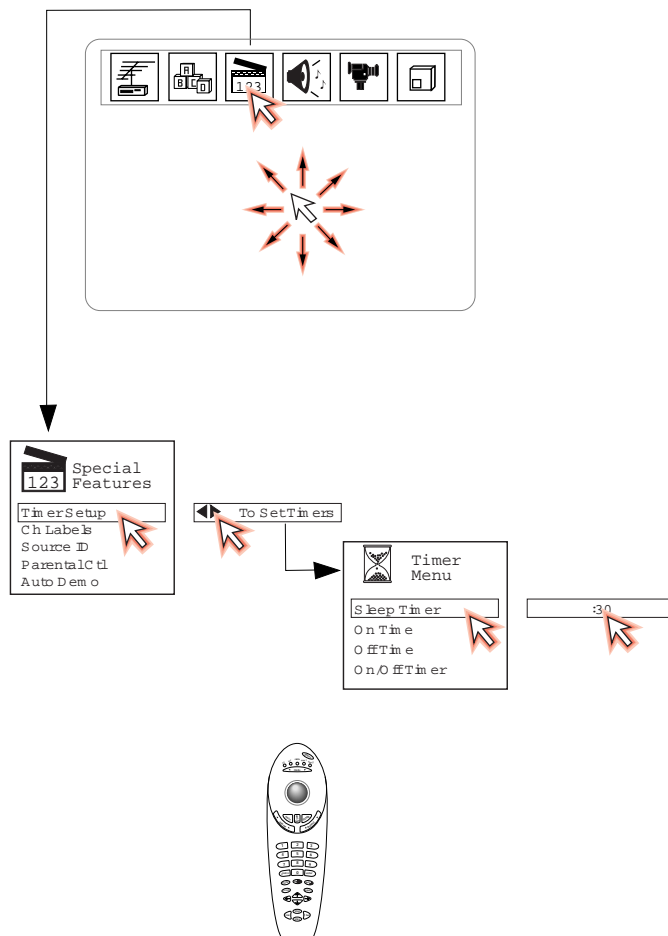 A
B C D
123
123 Special
Features
Timer Setup
Ch Labels
Source ID
Parental Ctl
Auto Demo
To Set Timers
Timer
Menu
Sleep Timer
On Time
Off Time
On/Off Timer
:30